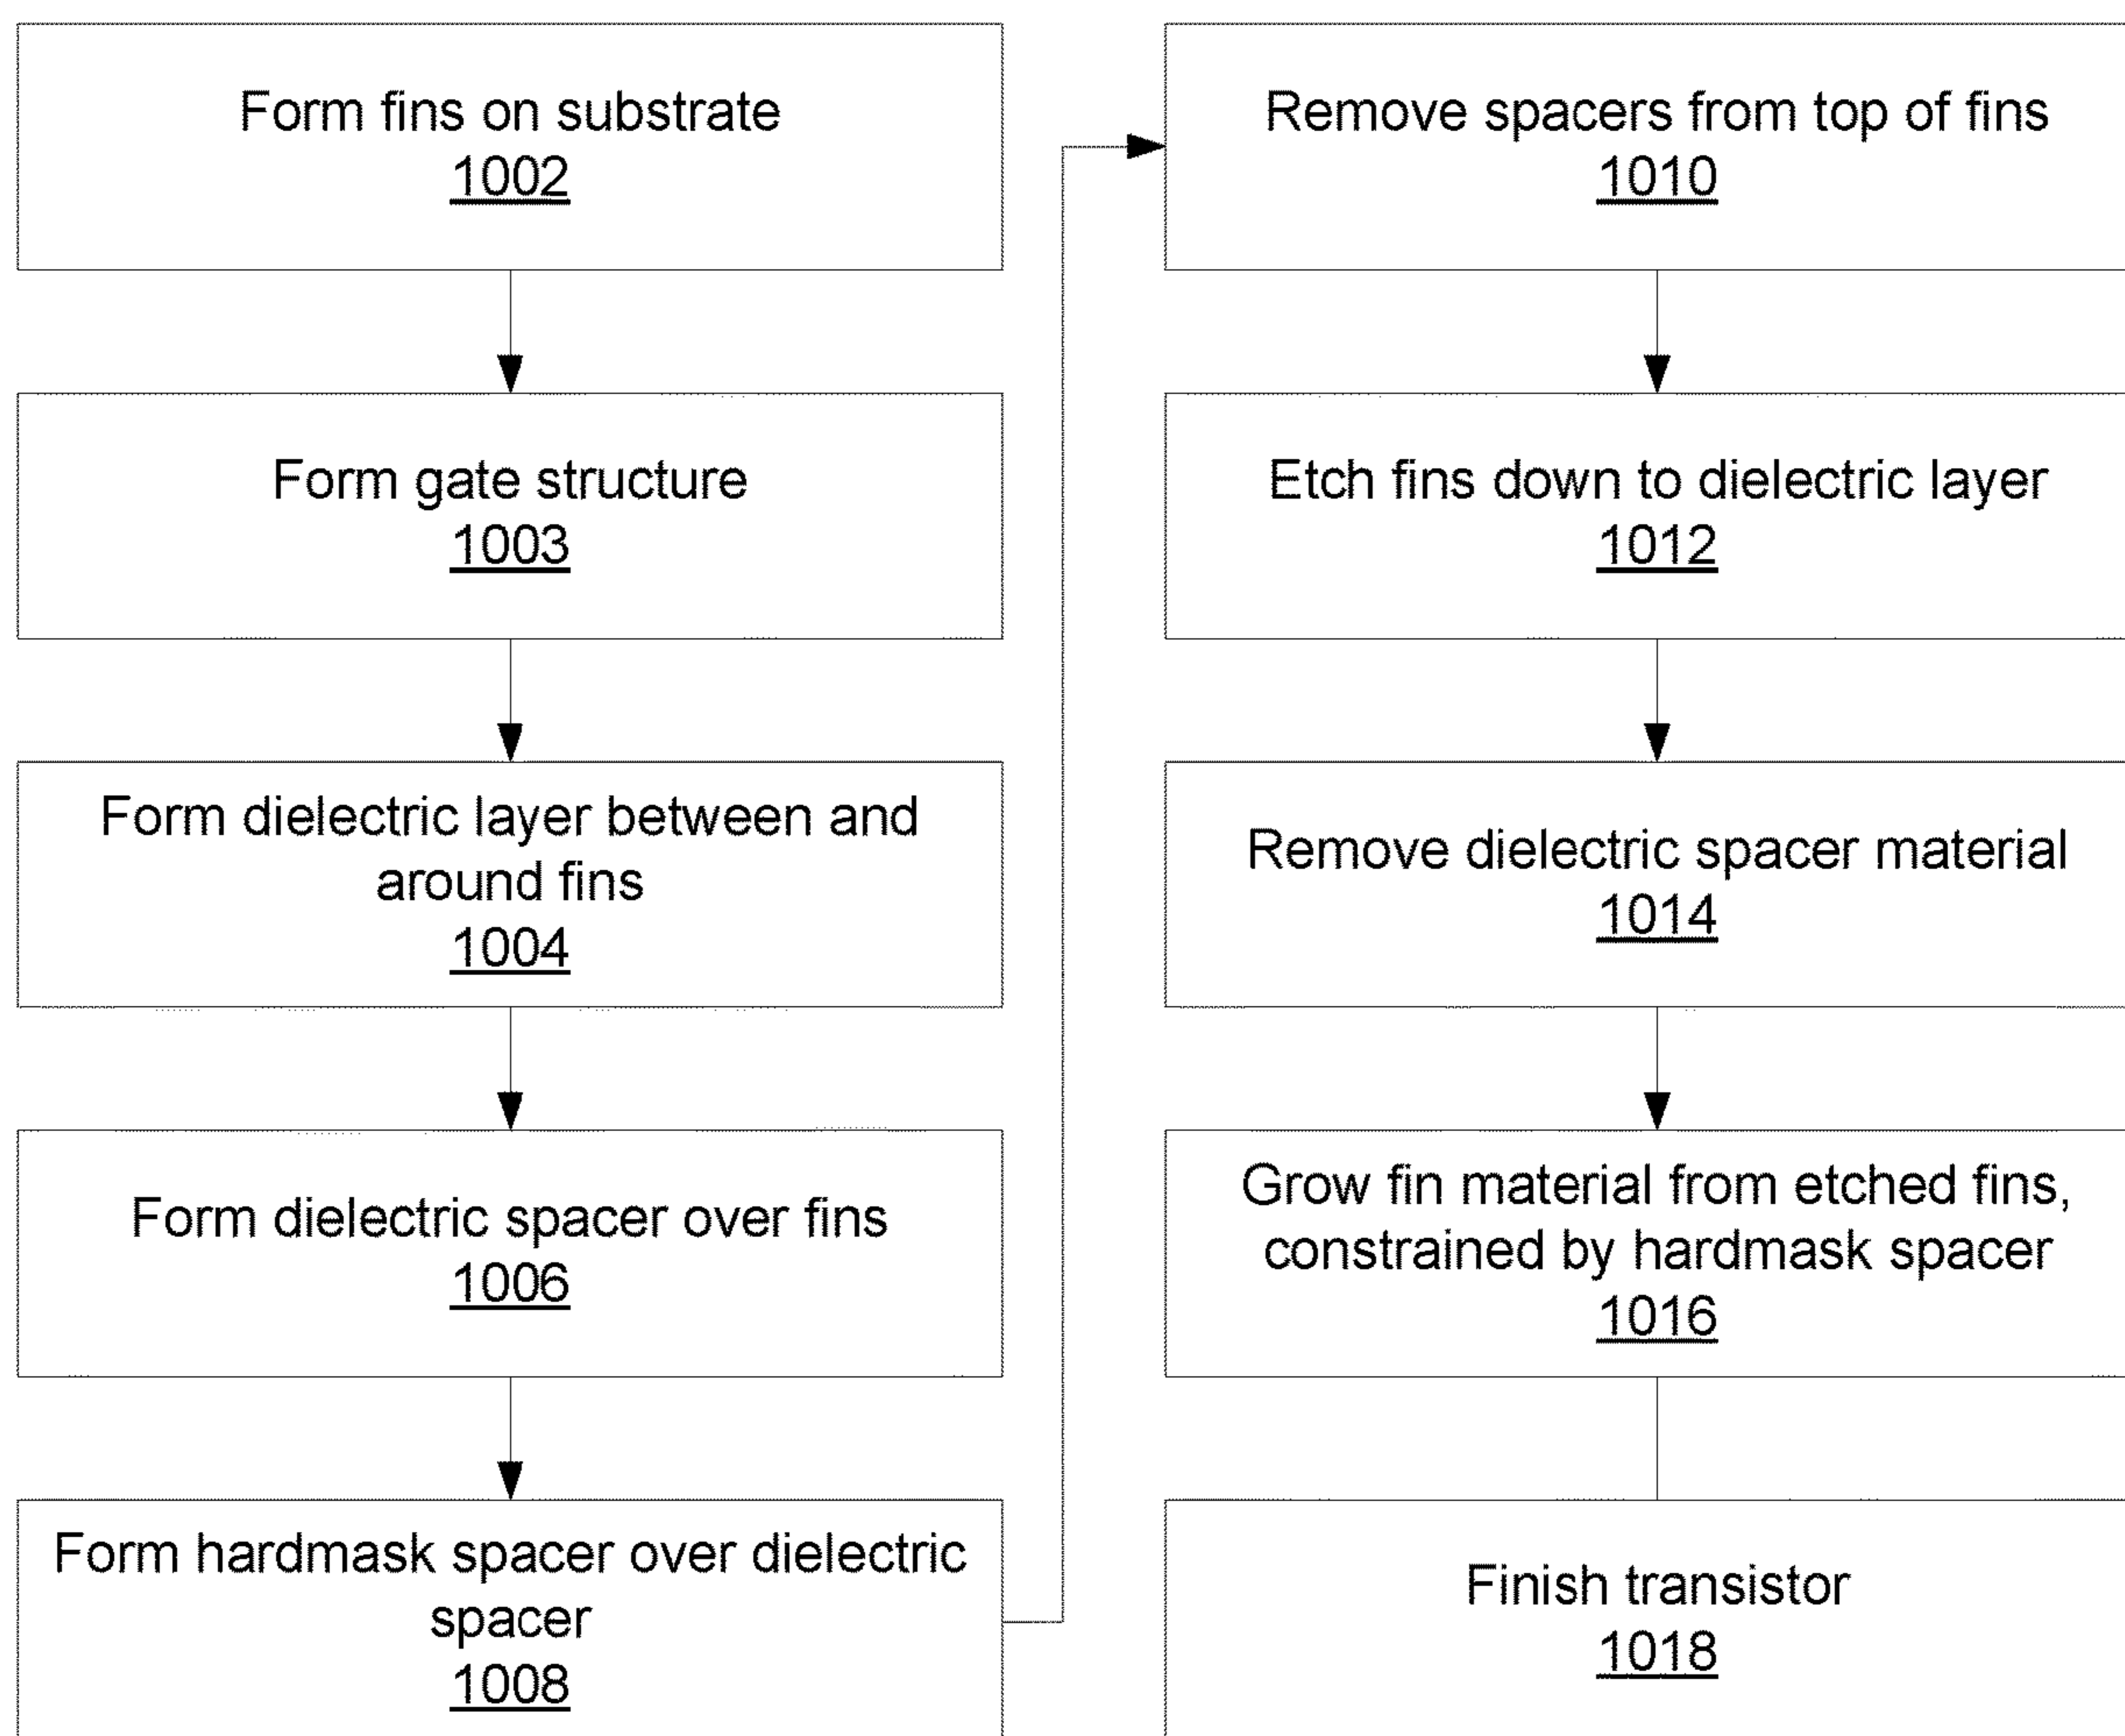 Form fins on substrate
1002
Form gate structure
1003
Form dielectric layer between and
around fins
1004
Form dielectric spacer over fins
1006
Form hardmask spacer over dielectric
spacer
1008
Remove spacers from top of fins
1010
Etch fins down to dielectric layer
1012
Remove dielectric spacer material
1014
Grow fin material from etched fins,
constrained by hardmask spacer
1016
Finish transistor
1018